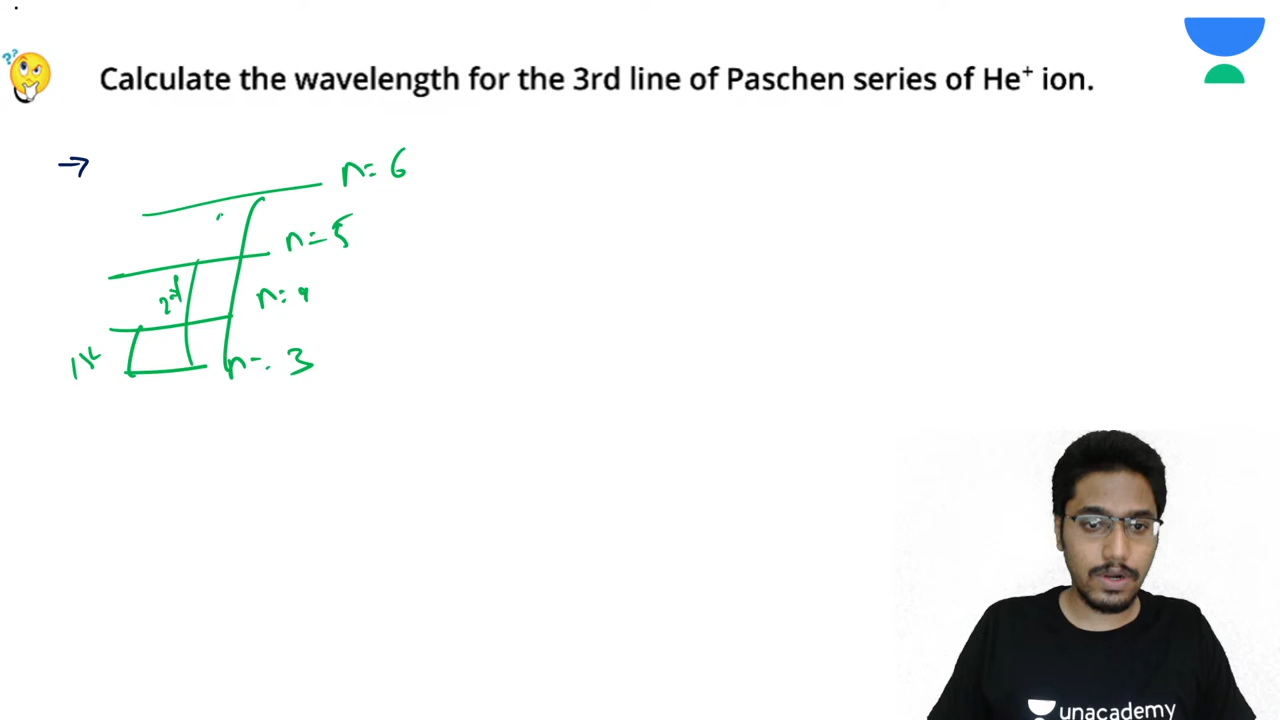 ??
Calculate the wavelength for the 3rd line of Paschen series of He⁺ ion.
→
n= 6
n= 5
2nd
n= 4
1st
n= 3
unacademy